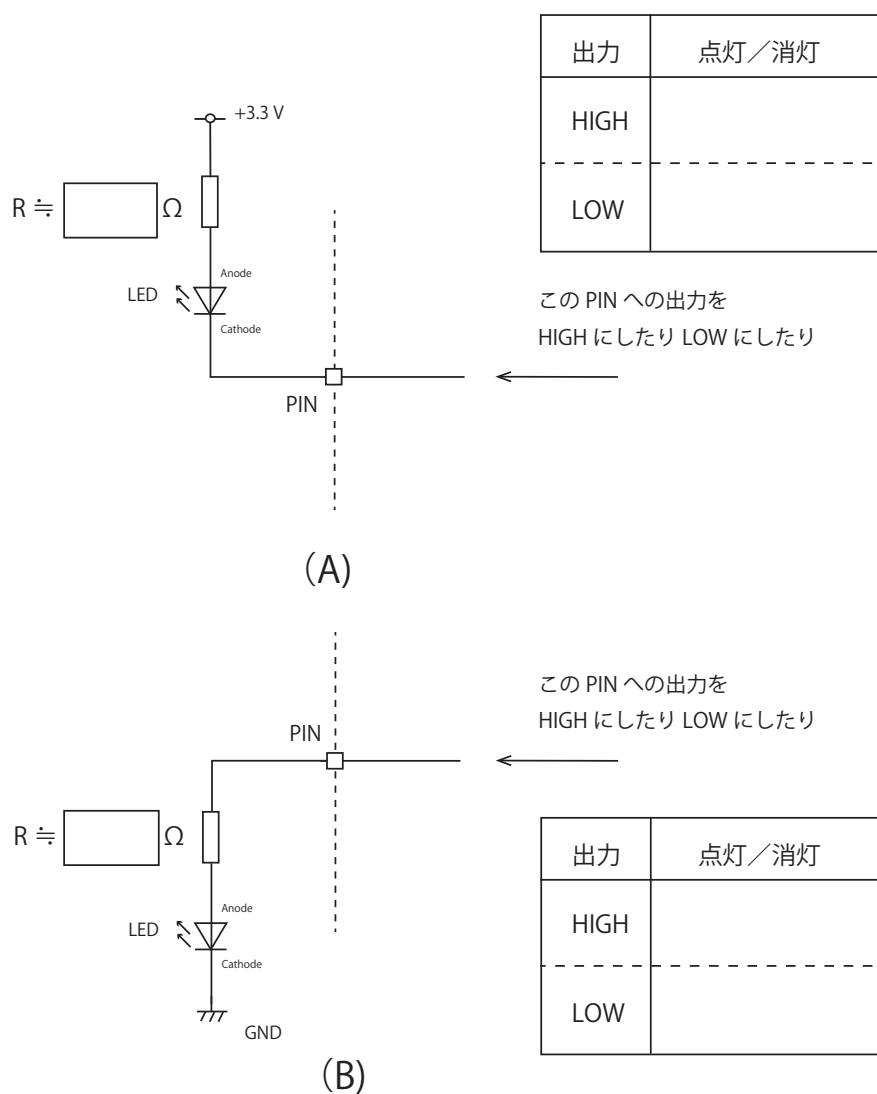 出力 点灯／消灯
HIGH
LOW
+3.3 V
R ≒ Ω
Anode
LED
Cathode
PIN
この PIN への出力を
HIGH にしたり LOW にしたり
(A)
この PIN への出力を
HIGH にしたり LOW にしたり
PIN
R ≒ Ω
Anode
LED
Cathode
GND
出力 点灯／消灯
HIGH
LOW
(B)